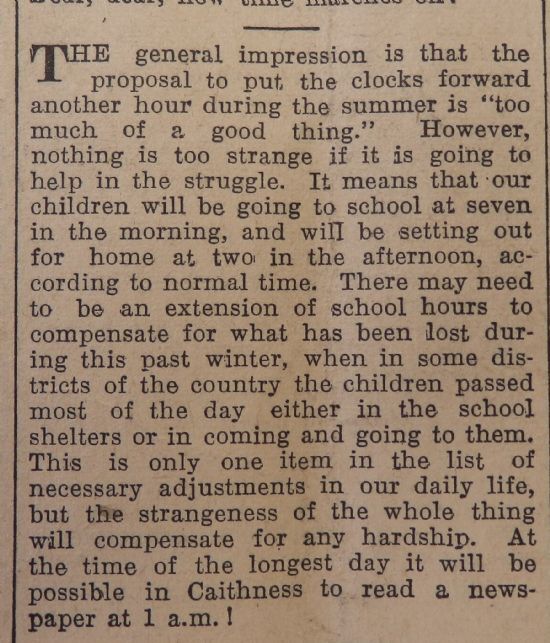 THE general impression is that the
proposal to put the clocks forward
another hour during the summer is "too
much of a good thing." However,
nothing is too strange if it is going to
help in the struggle. It means that our
children will be going to school at seven
in the morning, and will be setting out
for home at two in the afternoon, ac-
cording to normal time. There may need
to be an extension of school hours to
compensate for what has been lost dur-
ing this past winter, when in some dis-
tricts of the country the children passed
most of the day either in the school
shelters or in coming and going to them.
This is only one item in the list of
necessary adjustments in our daily life,
but the strangeness of the whole thing
will compensate for any hardship. At
the time of the longest day it will be
possible in Caithness to read a news-
paper at 1 a.m.!